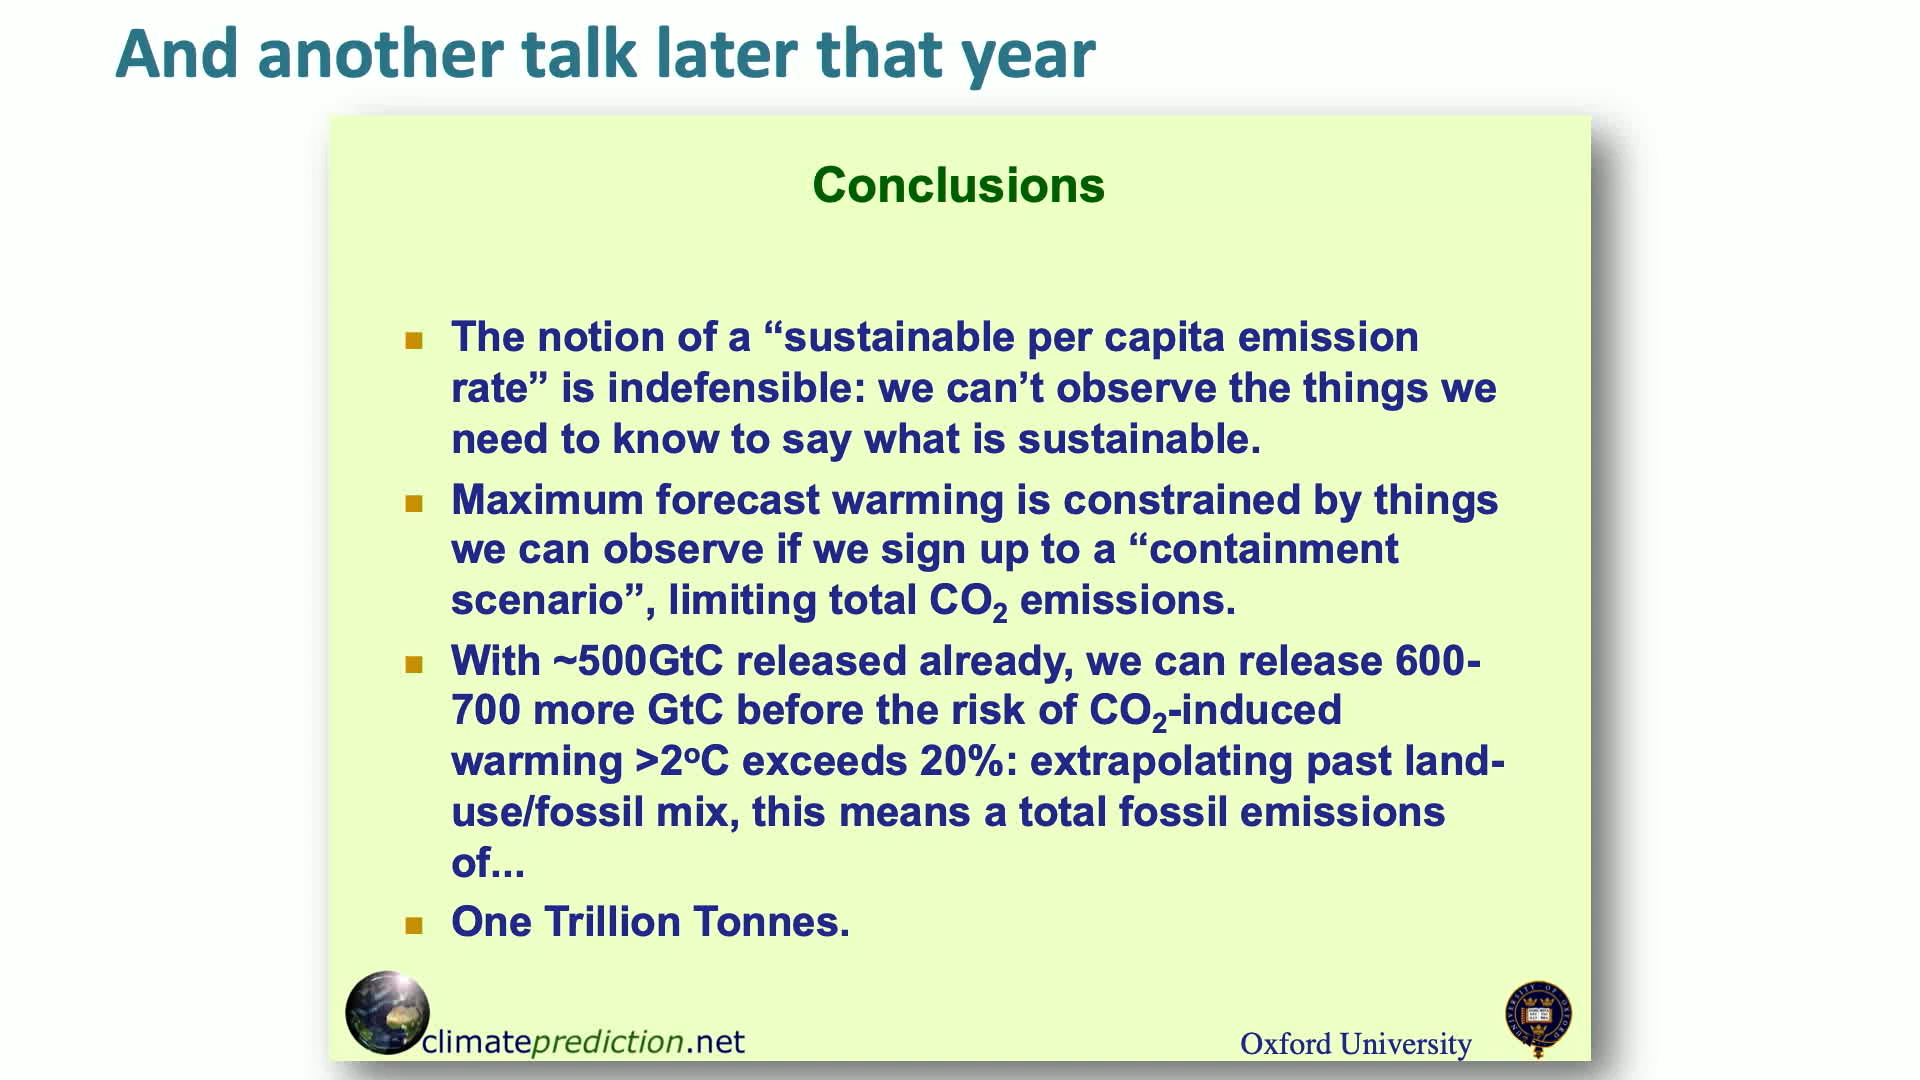 And another talk later that year
Conclusions
The notion of a “sustainable per capita emission
rate” is indefensible: we can’t observe the things we
need to know to say what is sustainable.
Maximum forecast warming is constrained by things
we can observe if we sign up to a “containment
scenario”, limiting total CO₂ emissions.
With ~500GtC released already, we can release 600-
700 more GtC before the risk of CO₂-induced
warming >2ºC exceeds 20%: extrapolating past land-
use/fossil mix, this means a total fossil emissions
of...
One Trillion Tonnes.
climateprediction.net
Oxford University